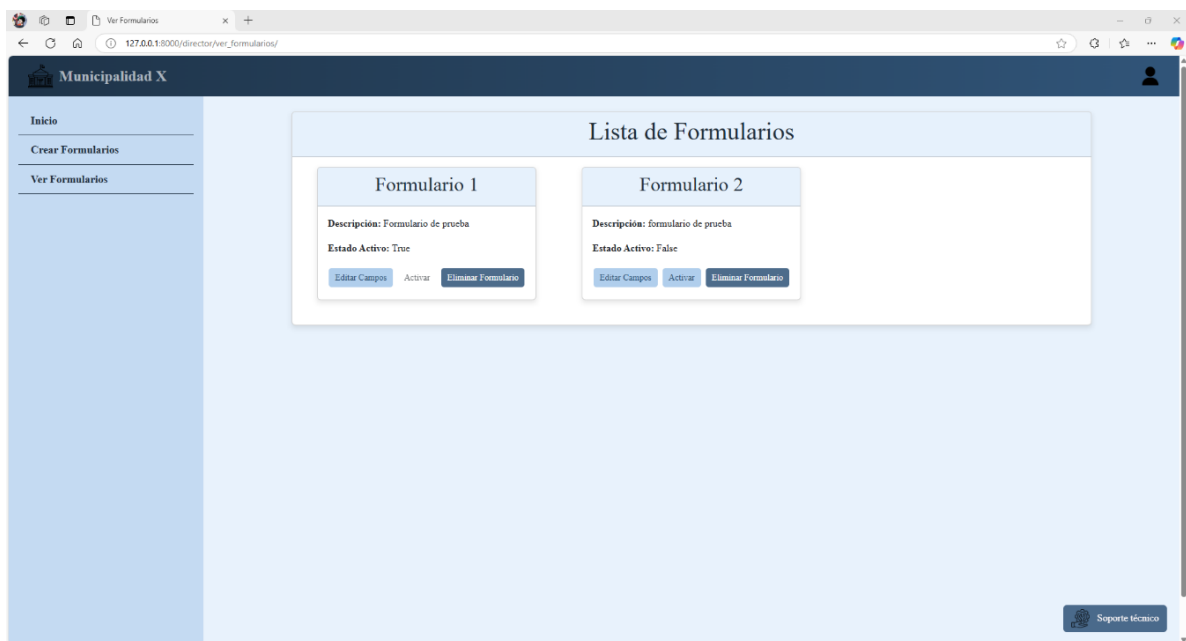 Ver Formularios
127.0.0.1:8000/director/ver_formularios/
Municipalidad X
Inicio
Crear Formularios
Ver Formularios
Lista de Formularios
Formulario 1
Descripción: Formulario de prueba
Estado Activo: True
Editar Campos Activar Eliminar Formulario
Formulario 2
Descripción: formulario de prueba
Estado Activo: False
Editar Campos Activar Eliminar Formulario
Soporte técnico